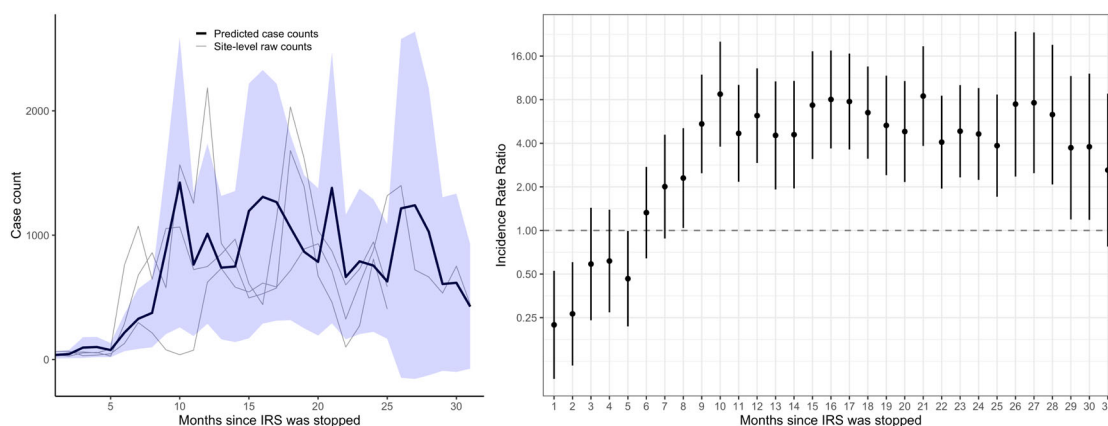 Predicted case counts
Site-level raw counts
Case count
2000
1000
0
5
10
15
20
25
30
Months since IRS was stopped
Incidence Rate Ratio
16.00
8.00
4.00
2.00
1.00
0.50
0.25
1 2 3 4 5 6 7 8 9 10 11 12 13 14 15 16 17 18 19 20 21 22 23 24 25 26 27 28 29 30
Months since IRS was stopped